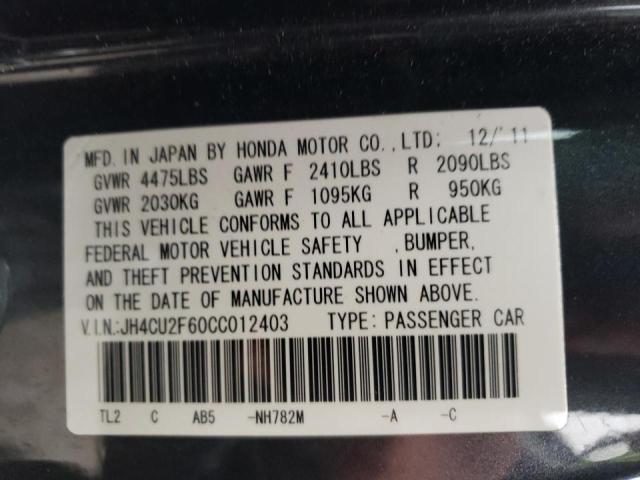 MFD. IN JAPAN BY HONDA MOTOR CO., LTD: 12/'11
GVWR 4475LBS GAWR F 2410LBS R 2090LBS
GVWR 2030KG GAWR F 1095KG R 950KG
THIS VEHICLE CONFORMS TO ALL APPLICABLE
FEDERAL MOTOR VEHICLE SAFETY , BUMPER,
AND THEFT PREVENTION STANDARDS IN EFFECT
ON THE DATE OF MANUFACTURE SHOWN ABOVE.
V.I.N.:JH4CU2F60CC012403 TYPE: PASSENGER CAR
TL2 C AB5 -NH782M -A -C